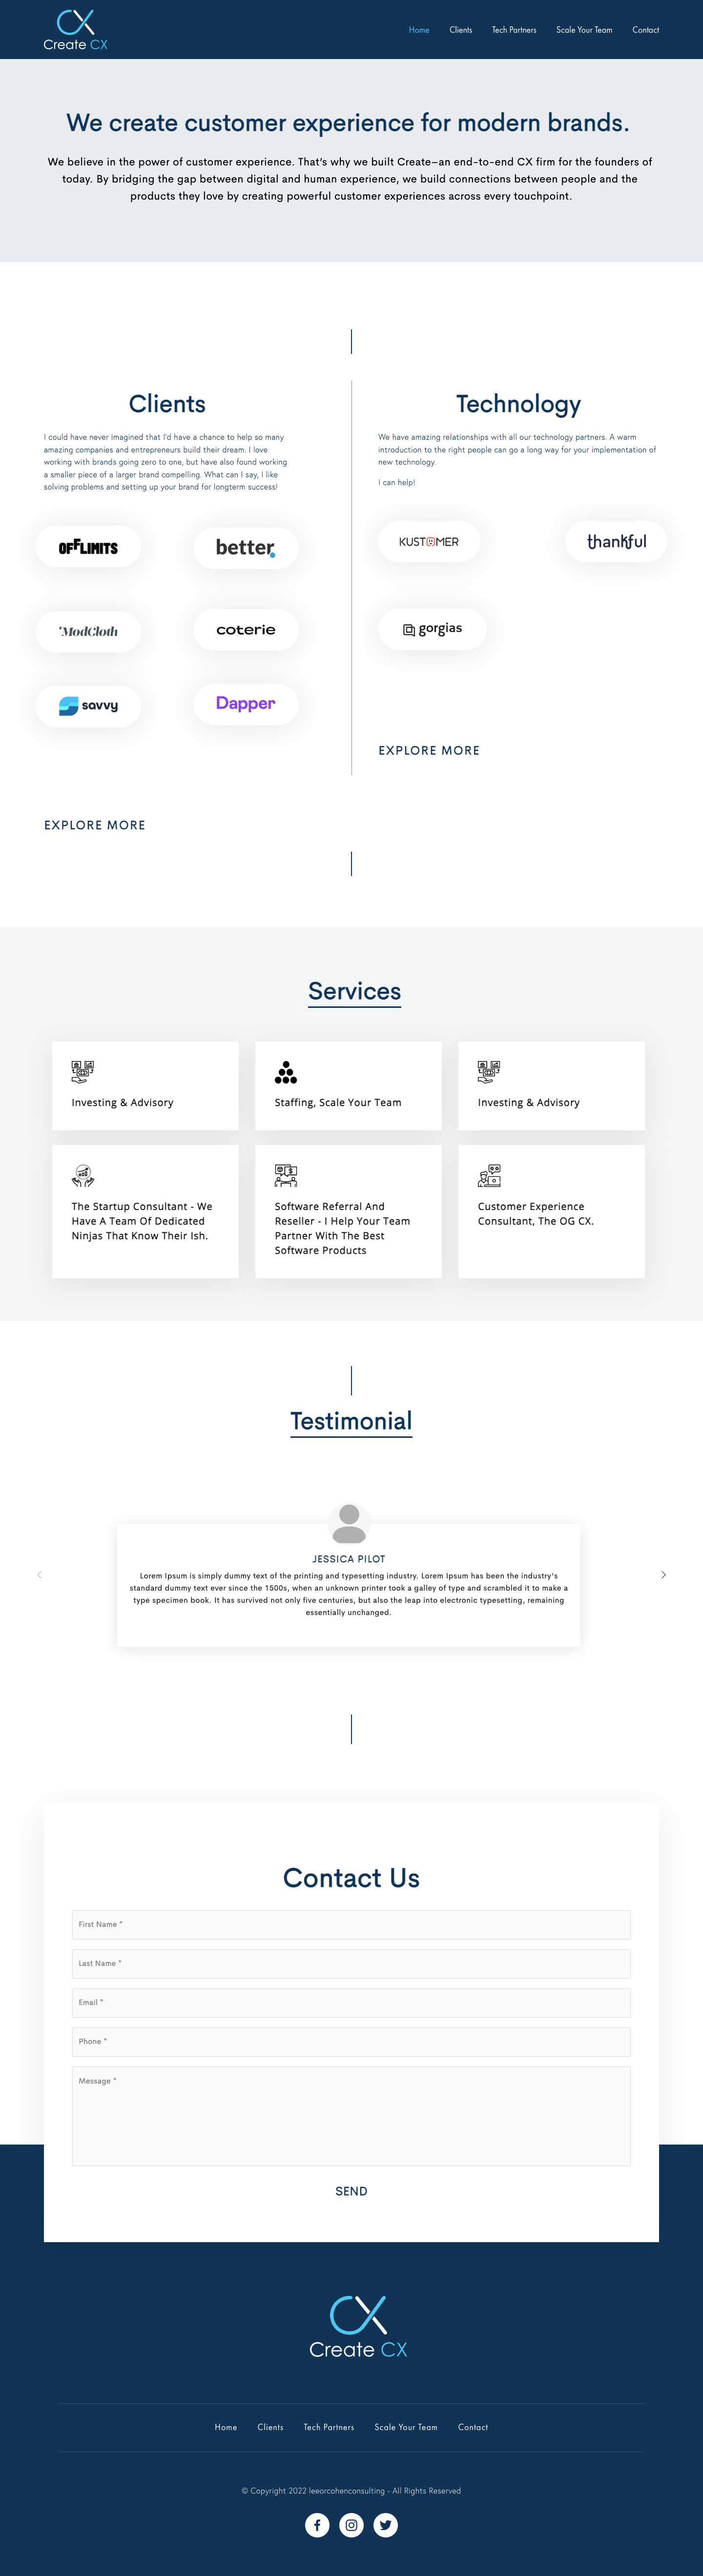 CX
Create CX
Home Clients Tech Partners Scale Your Team Contact
We create customer experience for modern brands.
We believe in the power of customer experience. That's why we built Create–an end-to-end CX firm for the founders of
today. By bridging the gap between digital and human experience, we build connections between people and the
products they love by creating powerful customer experiences across every touchpoint.
Clients
I could have never imagined that I'd have a chance to help so many
amazing companies and entrepreneurs build their dream. I love
working with brands going zero to one, but have also found working
a smaller piece of a larger brand compelling. What can I say, I like
solving problems and setting up your brand for longterm success!
OFFLIMITS
better.
ModCloth
coterie
savvy
Dapper
EXPLORE MORE
Technology
We have amazing relationships with all our technology partners. A warm
introduction to the right people can go a long way for your implementation of
new technology.
I can help!
KUSTOMER
thankful
gorgias
EXPLORE MORE
Services
Investing & Advisory
Staffing, Scale Your Team
Investing & Advisory
The Startup Consultant - We
Have A Team Of Dedicated
Ninjas That Know Their Ish.
Software Referral And
Reseller - I Help Your Team
Partner With The Best
Software Products
Customer Experience
Consultant, The OG CX.
Testimonial
JESSICA PILOT
Lorem Ipsum is simply dummy text of the printing and typesetting industry. Lorem Ipsum has been the industry's
standard dummy text ever since the 1500s, when an unknown printer took a galley of type and scrambled it to make a
type specimen book. It has survived not only five centuries, but also the leap into electronic typesetting, remaining
essentially unchanged.
Contact Us
First Name *
Last Name *
Email *
Phone *
Message *
SEND
CX
Create CX
Home Clients Tech Partners Scale Your Team Contact
© Copyright 2022 leeorcohenconsulting - All Rights Reserved